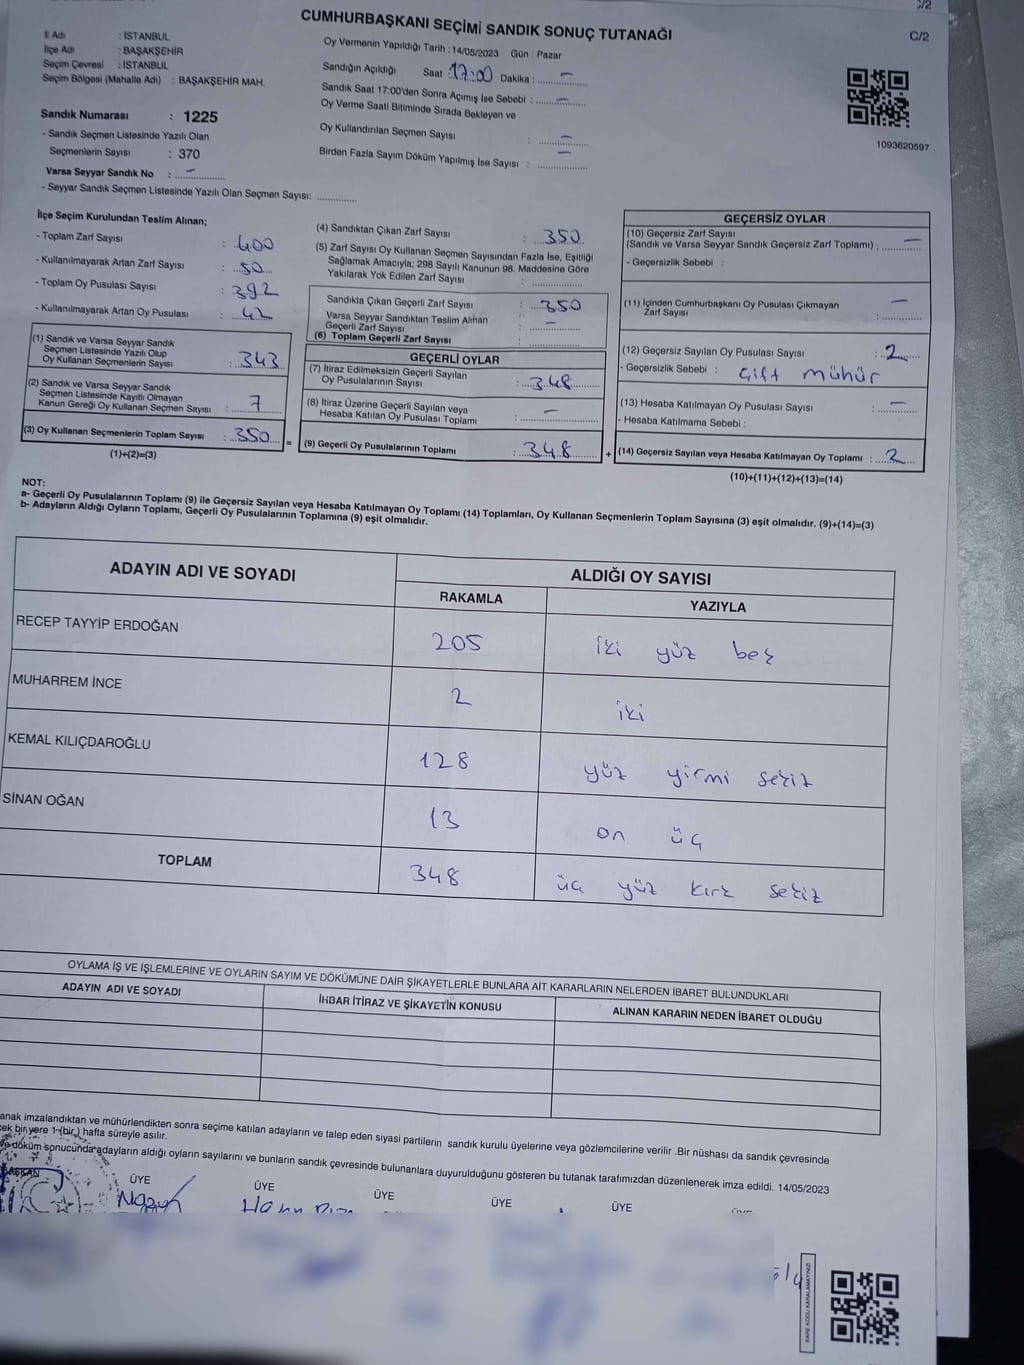 CUMHURBAŞKANI SEÇİMİ SANDIK SONUÇ TUTANAĞI
C/2
İl Adı : İSTANBUL
İlçe Adı : BAŞAKŞEHİR
Seçim Çevresi : İSTANBUL
Seçim Bölgesi (Mahalle Adı) : BAŞAKŞEHİR MAH.
Oy Vermenin Yapıldığı Tarih : 14/05/2023 Gün : Pazar
Sandığın Açıldığı Saat : 17:00 Dakika : –
Sandık Saat 17:00'den Sonra Açımış İse Sebebi : –
Oy Verme Saati Bitiminde Sırada Bekleyen ve
Oy Kullandırılan Seçmen Sayısı : –
Birden Fazla Sayım Döküm Yapılmış İse Sayısı : –
1093620597
Sandık Numarası : 1225
- Sandık Seçmen Listesinde Yazılı Olan
Seçmenlerin Sayısı : 370
Varsa Seyyar Sandık No : –
- Seyyar Sandık Seçmen Listesinde Yazılı Olan Seçmen Sayısı:
İlçe Seçim Kurulundan Teslim Alınan;
- Toplam Zarf Sayısı : 400
- Kullanılmayarak Artan Zarf Sayısı : 50
- Toplam Oy Pusulası Sayısı : 392
- Kullanılmayarak Artan Oy Pusulası : 42
(1) Sandık ve Varsa Seyyar Sandık
Seçmen Listesinde Yazılı Olup
Oy Kullanan Seçmenlerin Sayısı : 343
(2) Sandık ve Varsa Seyyar Sandık
Seçmen Listesinde Kayıtlı Olmayan
Kanun Gereği Oy Kullanan Seçmen Sayısı : 7
(3) Oy Kullanan Seçmenlerin Toplam Sayısı : 350
(1)+(2)=(3)
(4) Sandıktan Çıkan Zarf Sayısı : 350
(5) Zarf Sayısı Oy Kullanan Seçmen Sayısından Fazla İse, Eşitliği
Sağlamak Amacıyla; 298 Sayılı Kanunun 98. Maddesine Göre
Yakılarak Yok Edilen Zarf Sayısı :
Sandıkta Çıkan Geçerli Zarf Sayısı : 350
Varsa Seyyar Sandıktan Teslim Alınan
Geçerli Zarf Sayısı : –
(6) Toplam Geçerli Zarf Sayısı :
GEÇERLİ OYLAR
(7) İtiraz Edilmeksizin Geçerli Sayılan
Oy Pusulalarının Sayısı : 348
(8) İtiraz Üzerine Geçerli Sayılan veya
Hesaba Katılan Oy Pusulası Toplamı : –
= (9) Geçerli Oy Pusulalarının Toplamı : 348
GEÇERSİZ OYLAR
(10) Geçersiz Zarf Sayısı
(Sandık ve Varsa Seyyar Sandık Geçersiz Zarf Toplamı) : –
- Geçersizlik Sebebi :
(11) İçinden Cumhurbaşkanı Oy Pusulası Çıkmayan
Zarf Sayısı : –
(12) Geçersiz Sayılan Oy Pusulası Sayısı : 2
- Geçersizlik Sebebi : Çift mühür
(13) Hesaba Katılmayan Oy Pusulası Sayısı : –
- Hesaba Katılmama Sebebi :
+ (14) Geçersiz Sayılan veya Hesaba Katılmayan Oy Toplamı : 2
(10)+(11)+(12)+(13)=(14)
NOT:
a- Geçerli Oy Pusulalarının Toplamı (9) ile Geçersiz Sayılan veya Hesaba Katılmayan Oy Toplamı (14) Toplamları, Oy Kullanan Seçmenlerin Toplam Sayısına (3) eşit olmalıdır. (9)+(14)=(3)
b- Adayların Aldığı Oyların Toplamı, Geçerli Oy Pusulalarının Toplamına (9) eşit olmalıdır.
ADAYIN ADI VE SOYADI
ALDIĞI OY SAYISI
RAKAMLA YAZIYLA
RECEP TAYYİP ERDOĞAN 205 iki yüz beş
MUHARREM İNCE 2 iki
KEMAL KILIÇDAROĞLU 128 yüz yirmi sekiz
SİNAN OĞAN 13 on üç
TOPLAM 348 üç yüz kırk sekiz
OYLAMA İŞ VE İŞLEMLERİNE VE OYLARIN SAYIM VE DÖKÜMÜNE DAİR ŞİKAYETLERLE BUNLARA AİT KARARLARIN NELERDEN İBARET BULUNDUKLARI
ADAYIN ADI VE SOYADI İHBAR İTİRAZ VE ŞİKAYETİN KONUSU ALINAN KARARIN NEDEN İBARET OLDUĞU
anak imzalandıktan ve mühürlendikten sonra seçime katılan adayların ve talep eden siyasi partilerin sandık kurulu üyelerine veya gözlemcilerine verilir .Bir nüshası da sandık çevresinde
cek bir yere 1 (bir ) hafta süreyle asılır.
ve döküm sonucunda adayların aldığı oyların sayılarını ve bunların sandık çevresinde bulunanlara duyurulduğunu gösteren bu tutanak tarafımızdan düzenlenerek imza edildi. 14/05/2023
BAŞKAN ÜYE ÜYE ÜYE ÜYE ÜYE
KARE KODU KARALAMAYINIZ!